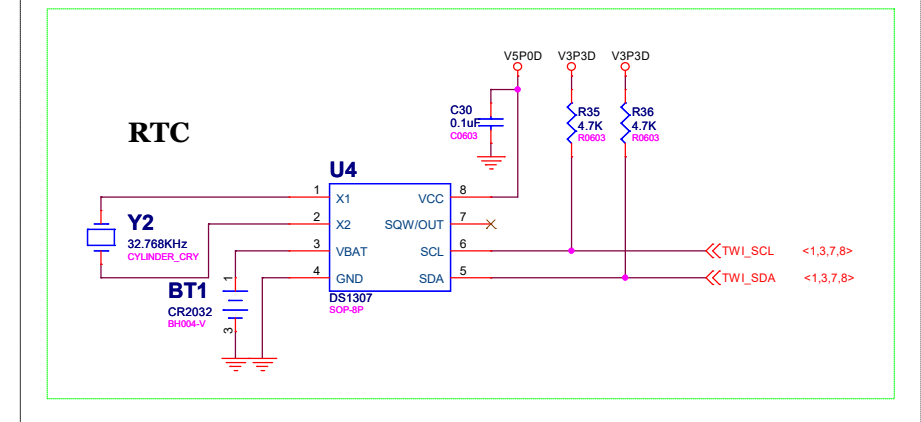 V5P0D
V3P3D
V3P3D
C30
0.1uF
C0603
R35
4.7K
R0603
R36
4.7K
R0603
RTC
U4
1
X1
VCC
8
2
X2
SQW/OUT
7
3
VBAT
SCL
6
4
GND
SDA
5
DS1307
SOP-8P
Y2
32.768KHz
CYLINDER_CRY
1
BT1
CR2032
BH004-V
3
TWI_SCL <1,3,7,8>
TWI_SDA <1,3,7,8>